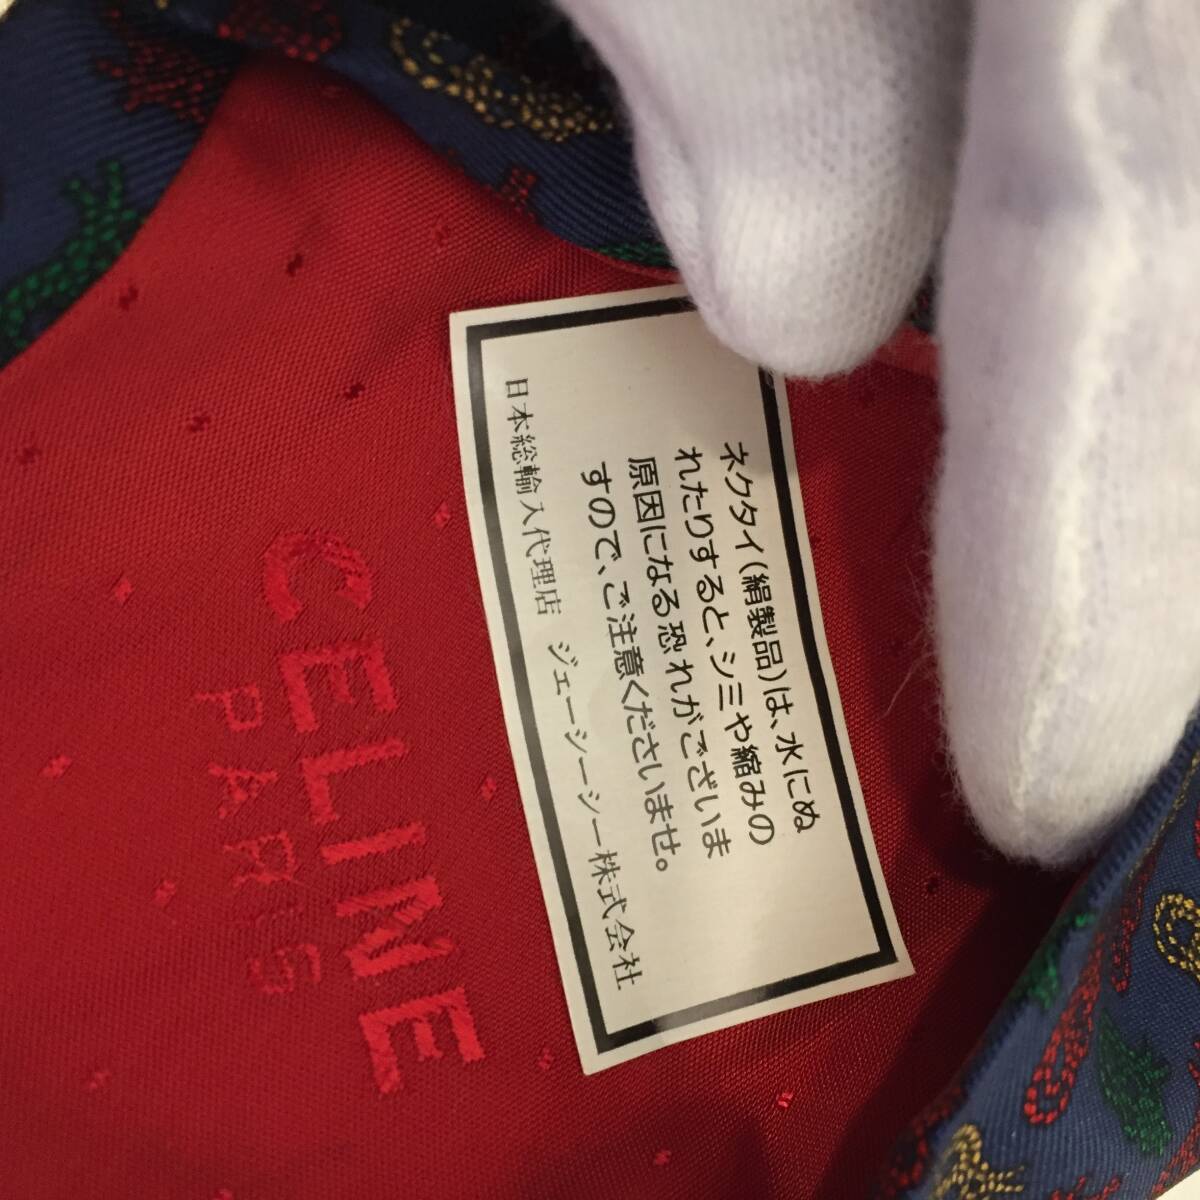 ネクタイ(絹製品)は、水にぬ
れたりすると、シミや縮みの
原因になる恐れがございま
すので、ご注意くださいませ。
日本総輸入代理店 ジェーシーシー株式会社
CELINE
PARIS